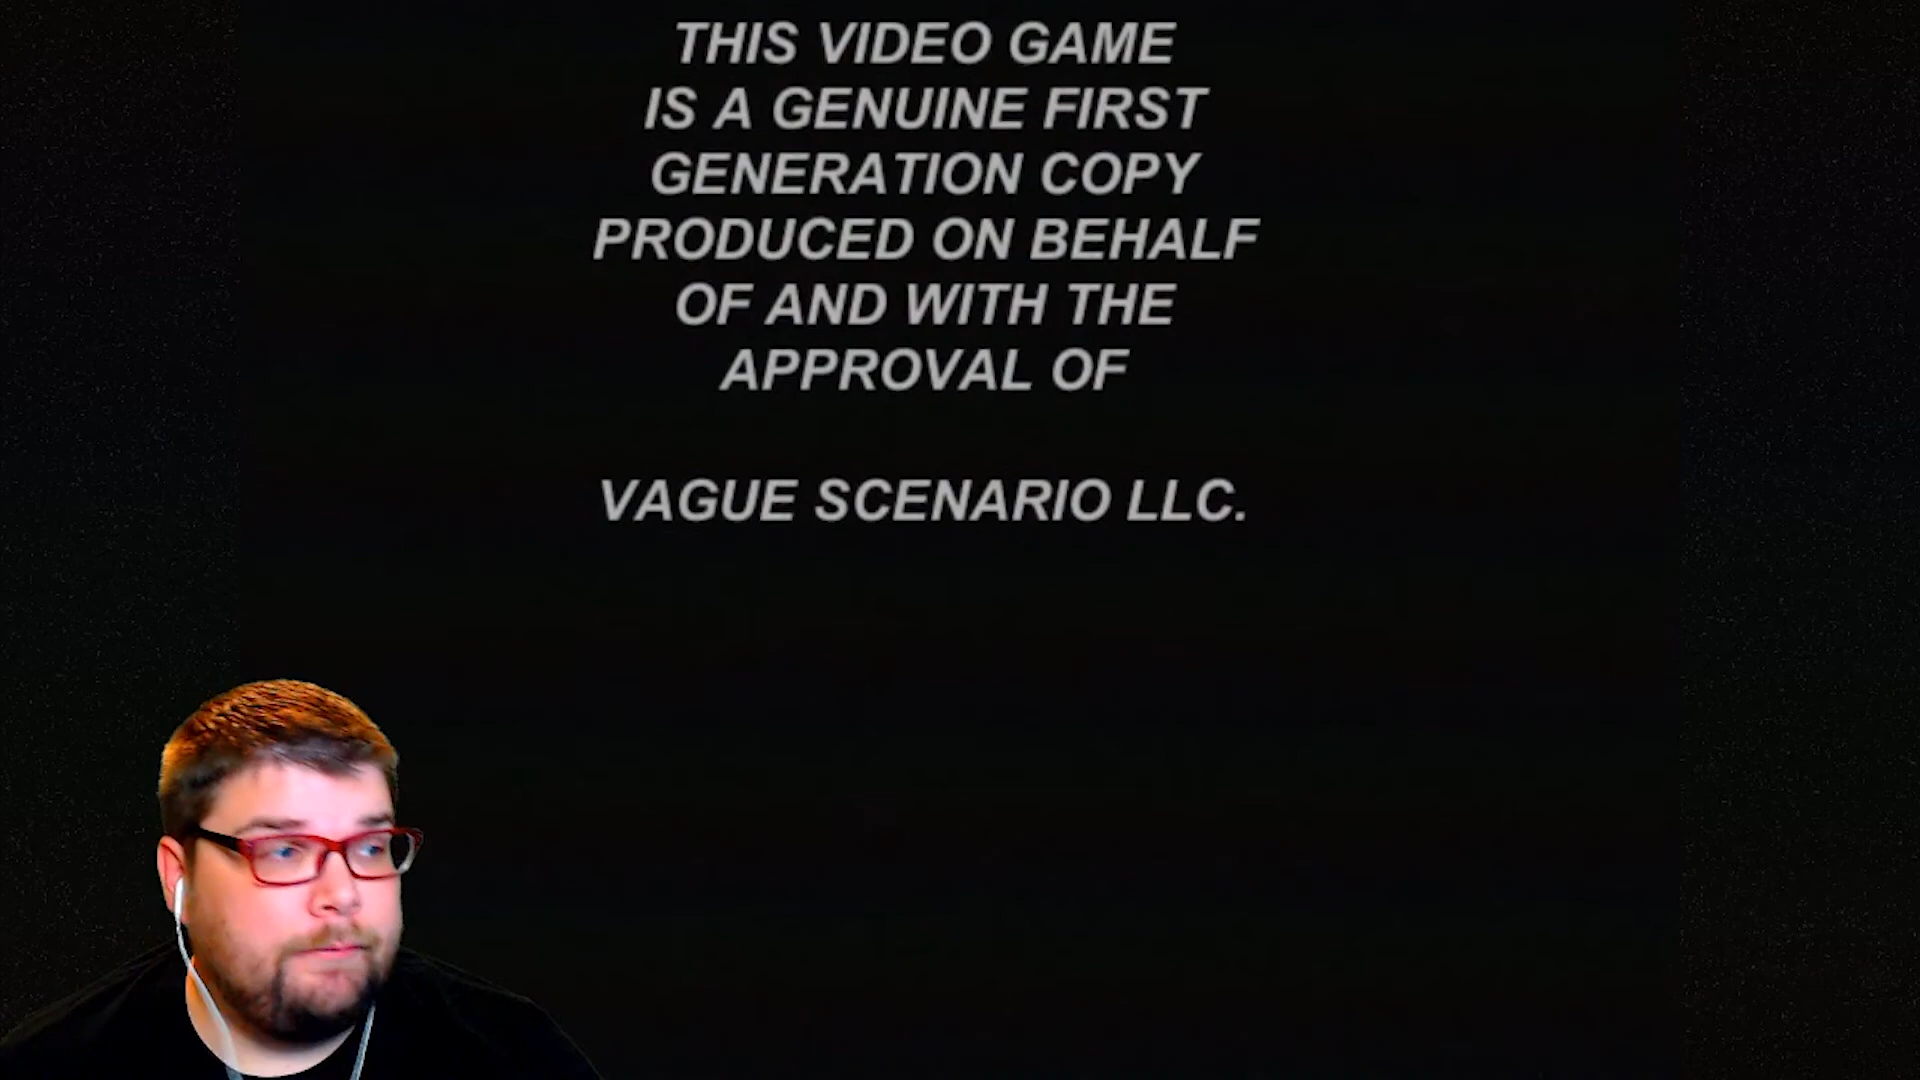 THIS VIDEO GAME
IS A GENUINE FIRST
GENERATION COPY
PRODUCED ON BEHALF
OF AND WITH THE
APPROVAL OF
VAGUE SCENARIO LLC.